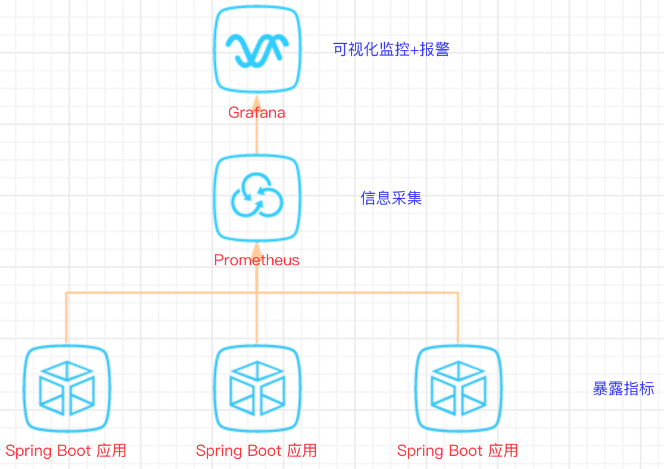 可视化监控+报警
Grafana
信息采集
Prometheus
暴露指标
Spring Boot 应用
Spring Boot 应用
Spring Boot 应用